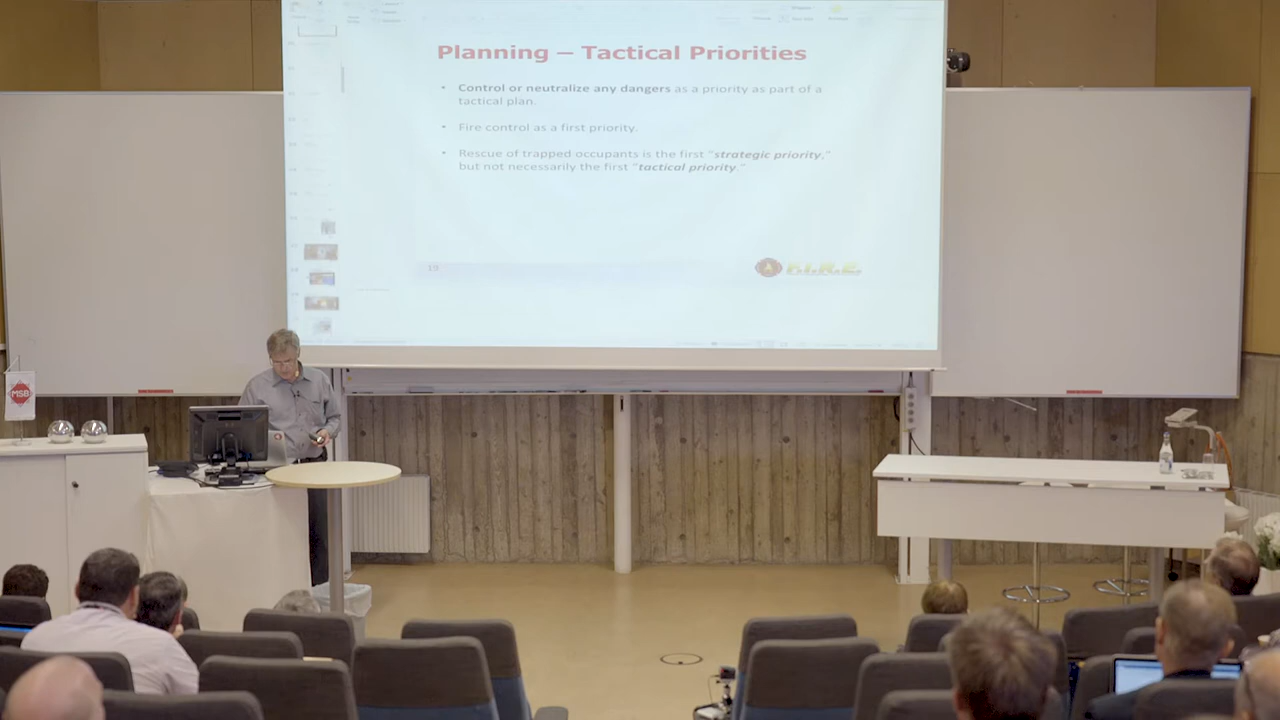 Planning – Tactical Priorities
• Control or neutralize any dangers as a priority as part of a
tactical plan.
• Fire control as a first priority.
• Rescue of trapped occupants is the first "strategic priority,"
but not necessarily the first "tactical priority."
19
F.I.R.E.
MSB